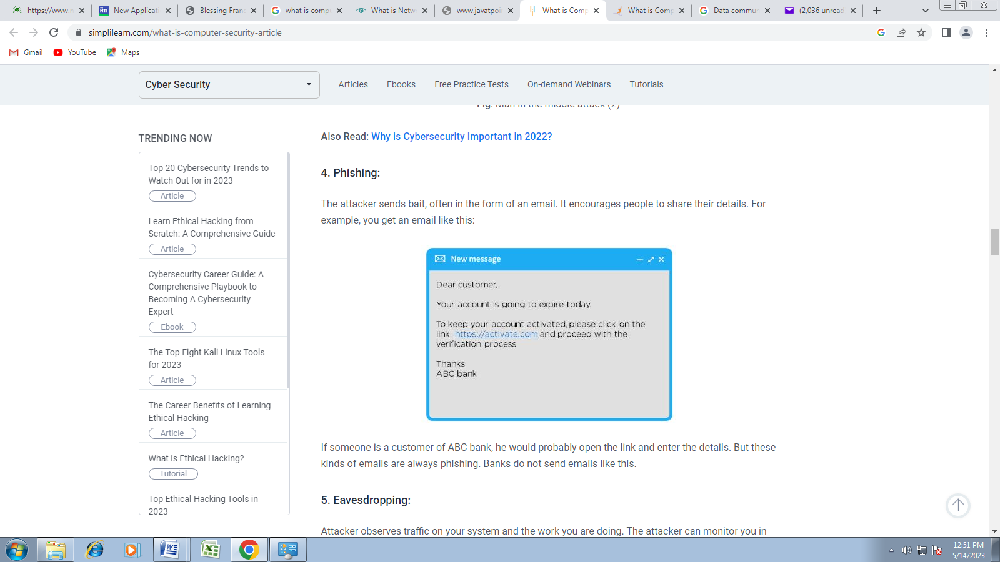 https://www.n
New Applicati
Blessing Fran
what is comp
What is Netw
www.javatpoi
What is Comp
What is Comp
Data commun
(2,036 unread
simplilearn.com/what-is-computer-security-article
Gmail
YouTube
Maps
Cyber Security
Articles
Ebooks
Free Practice Tests
On-demand Webinars
Tutorials
Fig: Man in the middle attack (2)
Also Read: Why is Cybersecurity Important in 2022?
TRENDING NOW
Top 20 Cybersecurity Trends to
Watch Out for in 2023
Article
Learn Ethical Hacking from
Scratch: A Comprehensive Guide
Article
Cybersecurity Career Guide: A
Comprehensive Playbook to
Becoming A Cybersecurity
Expert
Ebook
The Top Eight Kali Linux Tools
for 2023
Article
The Career Benefits of Learning
Ethical Hacking
Article
What is Ethical Hacking?
Tutorial
Top Ethical Hacking Tools in
2023
4. Phishing:
The attacker sends bait, often in the form of an email. It encourages people to share their details. For
example, you get an email like this:
New message
Dear customer,
Your account is going to expire today.
To keep your account activated, please click on the
link https://activate.com and proceed with the
verification process
Thanks
ABC bank
If someone is a customer of ABC bank, he would probably open the link and enter the details. But these
kinds of emails are always phishing. Banks do not send emails like this.
5. Eavesdropping:
Attacker observes traffic on your system and the work you are doing. The attacker can monitor you in
12:51 PM
5/14/2023